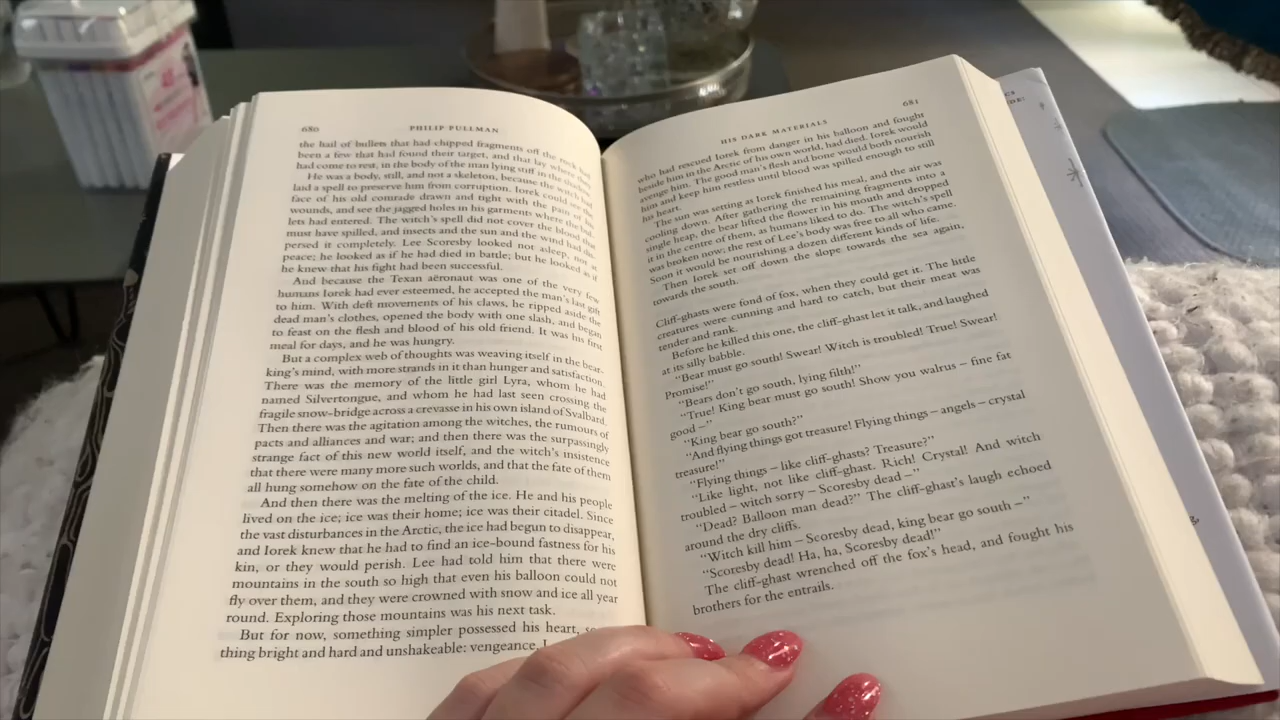 680
PHILIP PULLMAN
the hail of bullets that had chipped fragments off the rock had
been a few that had found their target, and that lay where they
had come to rest, in the body of the man lying stiff in the shadows.
He was a body, still, and not a skeleton, because the witch had
laid a spell to preserve him from corruption. Iorek could see the
face of his old comrade drawn and tight with the pain of his
wounds, and see the jagged holes in his garments where the bul-
lets had entered. The witch's spell did not cover the blood that
must have spilled, and insects and the sun and the wind had dis-
persed it completely. Lee Scoresby looked not asleep, nor at
peace; he looked as if he had died in battle; but he looked as if
he knew that his fight had been successful.
And because the Texan aëronaut was one of the very few
humans Iorek had ever esteemed, he accepted the man's last gift
to him. With deft movements of his claws, he ripped aside the
dead man's clothes, opened the body with one slash, and began
to feast on the flesh and blood of his old friend. It was his first
meal for days, and he was hungry.
But a complex web of thoughts was weaving itself in the bear-
king's mind, with more strands in it than hunger and satisfaction.
There was the memory of the little girl Lyra, whom he had
named Silvertongue, and whom he had last seen crossing the
fragile snow-bridge across a crevasse in his own island of Svalbard.
Then there was the agitation among the witches, the rumours of
pacts and alliances and war; and then there was the surpassingly
strange fact of this new world itself, and the witch's insistence
that there were many more such worlds, and that the fate of them
all hung somehow on the fate of the child.
And then there was the melting of the ice. He and his people
lived on the ice; ice was their home; ice was their citadel. Since
the vast disturbances in the Arctic, the ice had begun to disappear,
and Iorek knew that he had to find an ice-bound fastness for his
kin, or they would perish. Lee had told him that there were
mountains in the south so high that even his balloon could not
fly over them, and they were crowned with snow and ice all year
round. Exploring those mountains was his next task.
But for now, something simpler possessed his heart,
thing bright and hard and unshakeable: vengeance.
HIS DARK MATERIALS
681
who had rescued Iorek from danger in his balloon and fought
beside him in the Arctic of his own world, had died. Iorek would
avenge him. The good man's flesh and bone would both nourish
him and keep him restless until blood was spilled enough to still
his heart.
The sun was setting as Iorek finished his meal, and the air was
cooling down. After gathering the remaining fragments into a
single heap, the bear lifted the flower in his mouth and dropped
it in the centre of them, as humans liked to do. The witch's spell
was broken now; the rest of Lee's body was free to all who came.
Soon it would be nourishing a dozen different kinds of life.
Then Iorek set off down the slope towards the sea again,
towards the south.
Cliff-ghasts were fond of fox, when they could get it. The little
creatures were cunning and hard to catch, but their meat was
tender and rank.
Before he killed this one, the cliff-ghast let it talk, and laughed
at its silly babble.
"Bear must go south! Swear! Witch is troubled! True! Swear!
Promise!"
"Bears don't go south, lying filth!"
"True! King bear must go south! Show you walrus – fine fat
good –"
"King bear go south?"
"And flying things got treasure! Flying things – angels – crystal
treasure!"
"Flying things – like cliff-ghasts? Treasure?"
"Like light, not like cliff-ghast. Rich! Crystal! And witch
troubled – witch sorry – Scoresby dead –"
"Dead? Balloon man dead?" The cliff-ghast's laugh echoed
around the dry cliffs.
"Witch kill him – Scoresby dead, king bear go south –"
"Scoresby dead! Ha, ha, Scoresby dead!"
The cliff-ghast wrenched off the fox's head, and fought his
brothers for the entrails.